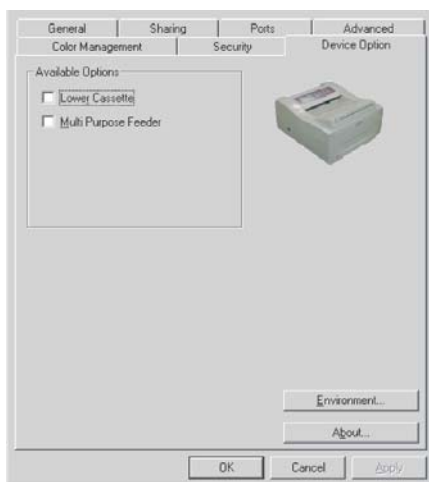 General Sharing Ports Advanced
Color Management Security Device Option
Available Options
Lower Cassette
Multi Purpose Feeder
Environment...
About...
OK Cancel Apply